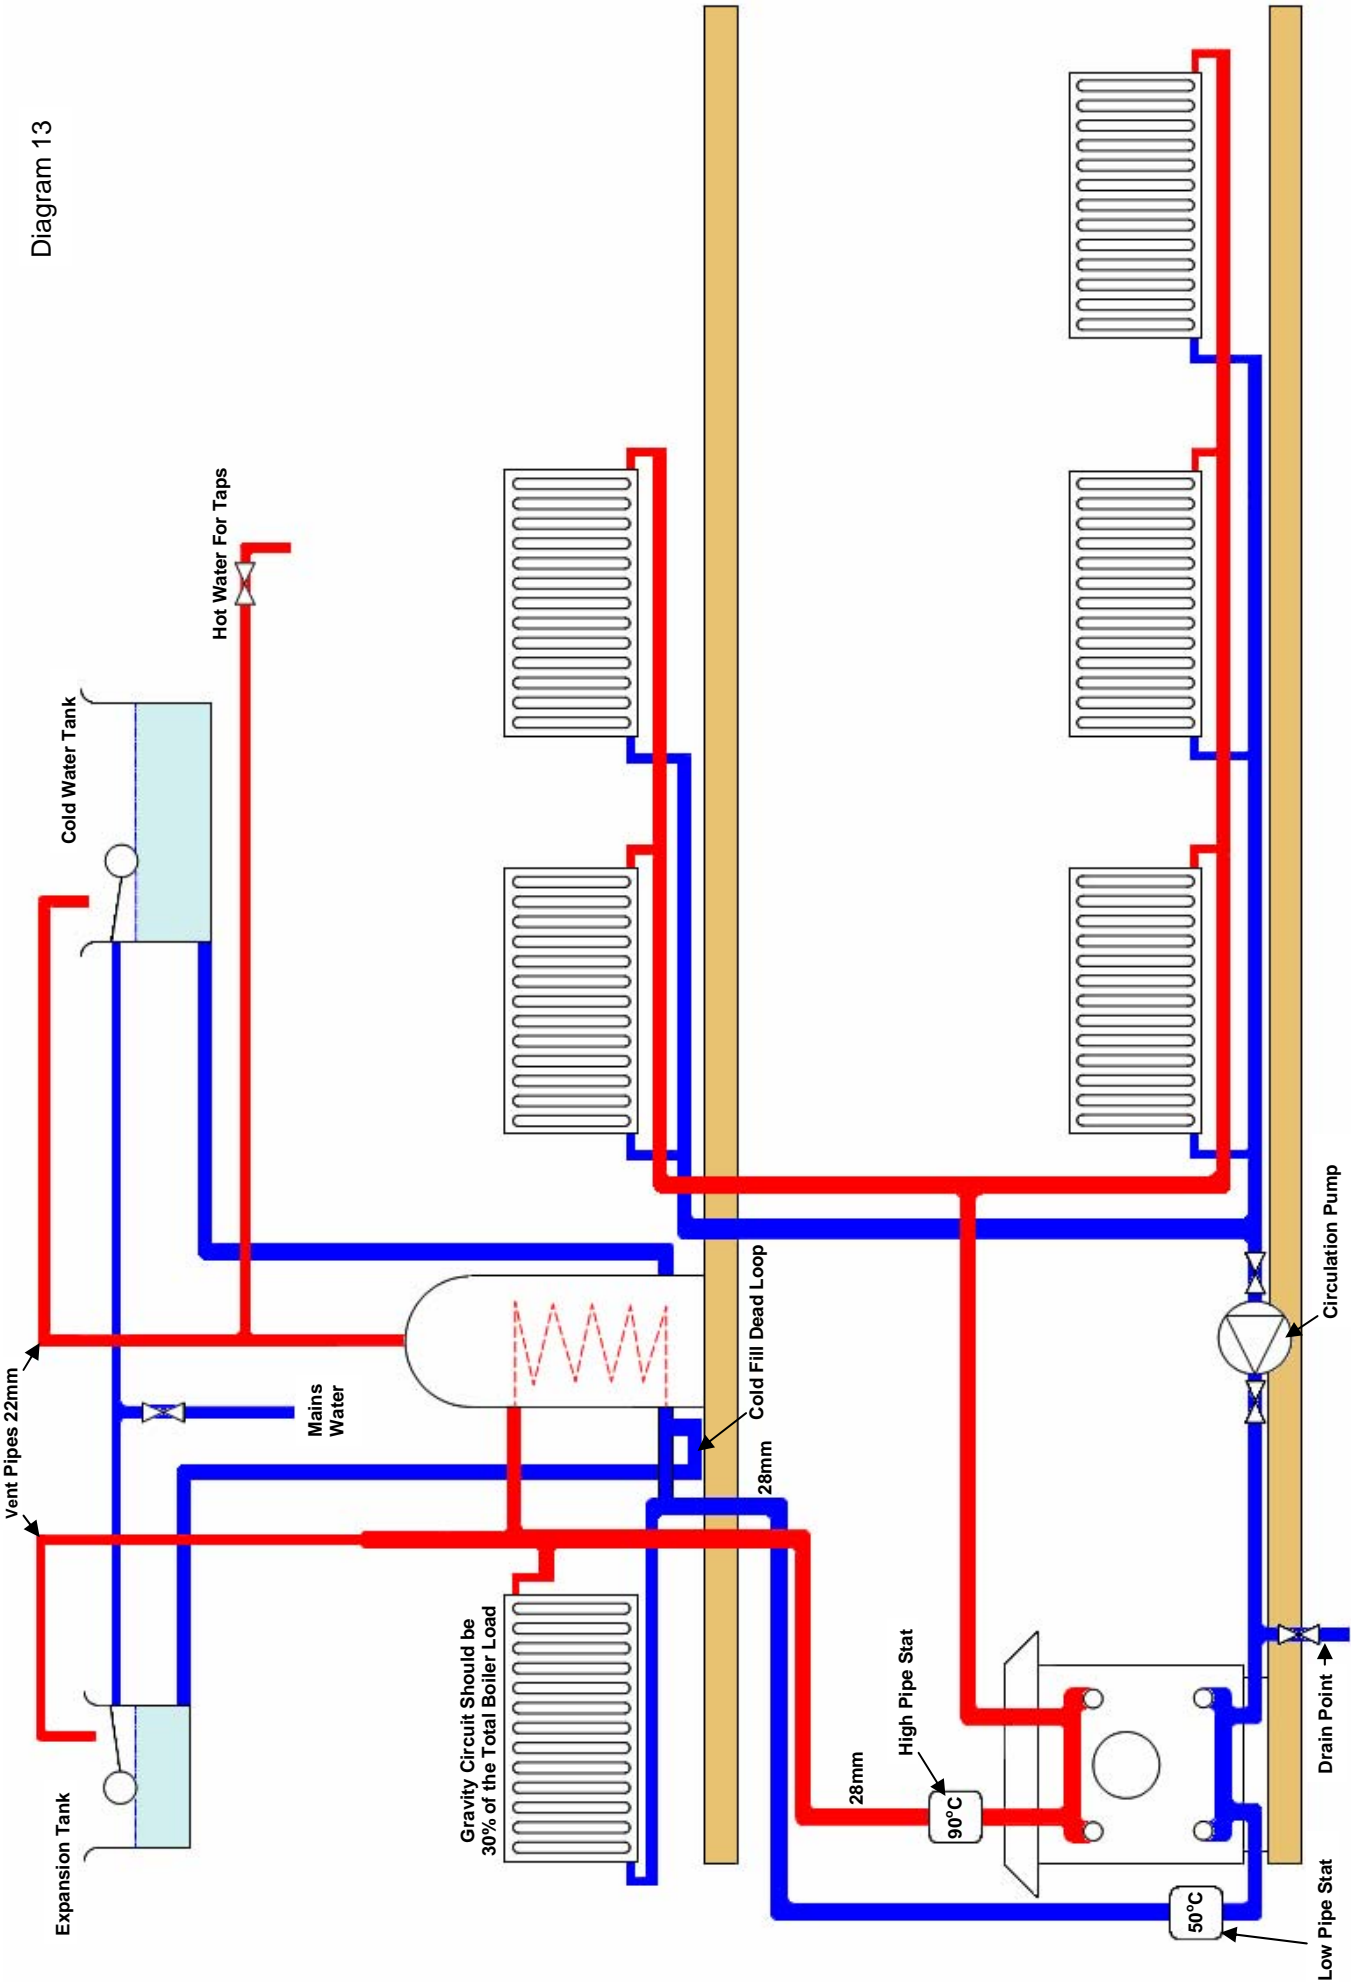 Diagram 13
Vent Pipes 22mm
Expansion Tank
Cold Water Tank
Mains
Water
Hot Water For Taps
Gravity Circuit Should be
30% of the Total Boiler Load
Cold Fill Dead Loop
28mm
28mm
High Pipe Stat
90°C
50°C
Low Pipe Stat
Drain Point
Circulation Pump